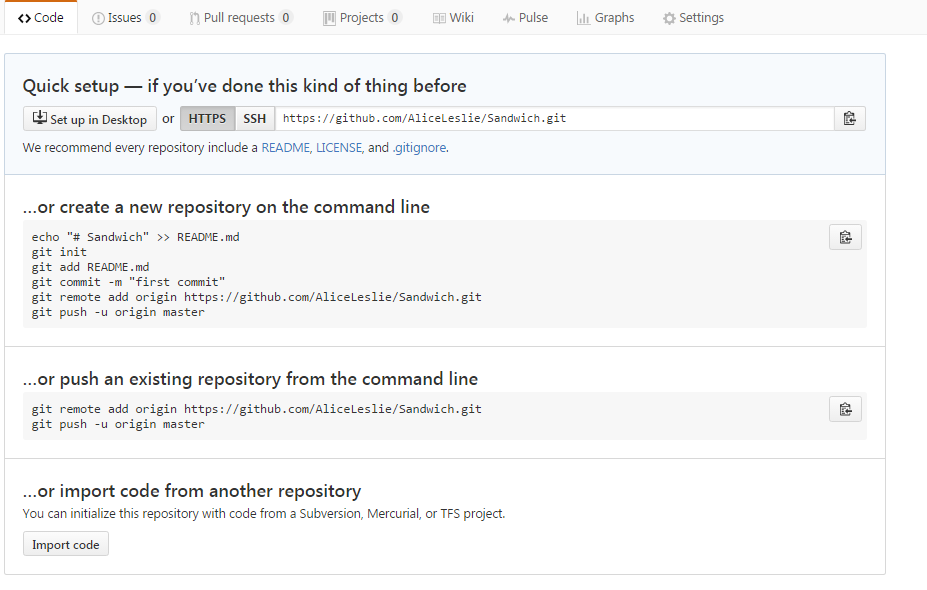 Code Issues 0 Pull requests 0 Projects 0 Wiki Pulse Graphs Settings
Quick setup — if you’ve done this kind of thing before
Set up in Desktop or HTTPS SSH https://github.com/AliceLeslie/Sandwich.git
We recommend every repository include a README, LICENSE, and .gitignore.
...or create a new repository on the command line
echo "# Sandwich" >> README.md
git init
git add README.md
git commit -m "first commit"
git remote add origin https://github.com/AliceLeslie/Sandwich.git
git push -u origin master
...or push an existing repository from the command line
git remote add origin https://github.com/AliceLeslie/Sandwich.git
git push -u origin master
...or import code from another repository
You can initialize this repository with code from a Subversion, Mercurial, or TFS project.
Import code